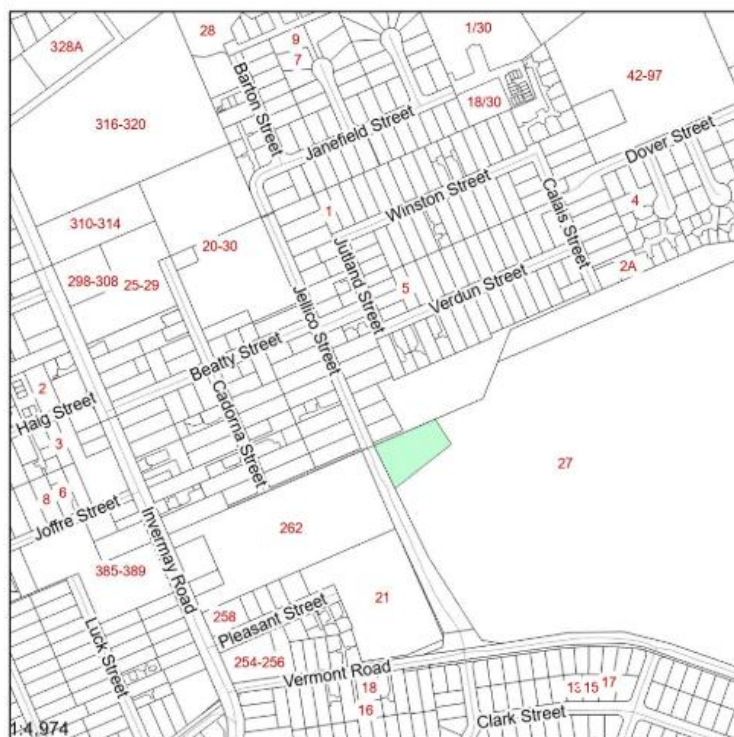 328A
28
9
7
1/30
18/30
42-97
316-320
Barton Street
Janefield Street
Dover Street
310-314
1
Winston Street
Calais Street
4
298-308
25-29
20-30
Jutland Street
5
Verdun Street
2A
Jellico Street
Beatty Street
Cadorna Street
2
Haig Street
3
8
6
Joffre Street
Invermay Road
27
262
385-389
21
258
Pleasant Street
Luck Street
254-256
Vermont Road
18
16
13
15
17
Clark Street
1:4,974